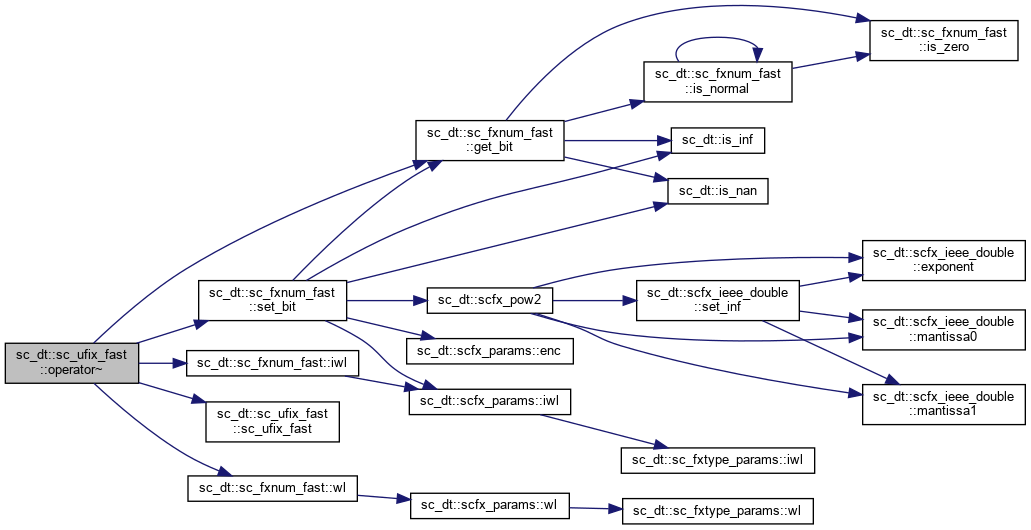 sc_dt::sc_ufix_fast
::operator~
sc_dt::sc_fxnum_fast
::get_bit
sc_dt::sc_fxnum_fast
::is_zero
sc_dt::sc_fxnum_fast
::is_normal
sc_dt::is_inf
sc_dt::is_nan
sc_dt::sc_fxnum_fast
::set_bit
sc_dt::scfx_pow2
sc_dt::scfx_ieee_double
::exponent
sc_dt::scfx_ieee_double
::set_inf
sc_dt::scfx_ieee_double
::mantissa0
sc_dt::scfx_ieee_double
::mantissa1
sc_dt::scfx_params::enc
sc_dt::sc_fxnum_fast::iwl
sc_dt::scfx_params::iwl
sc_dt::sc_fxtype_params::iwl
sc_dt::sc_ufix_fast
::sc_ufix_fast
sc_dt::sc_fxnum_fast::wl
sc_dt::scfx_params::wl
sc_dt::sc_fxtype_params::wl